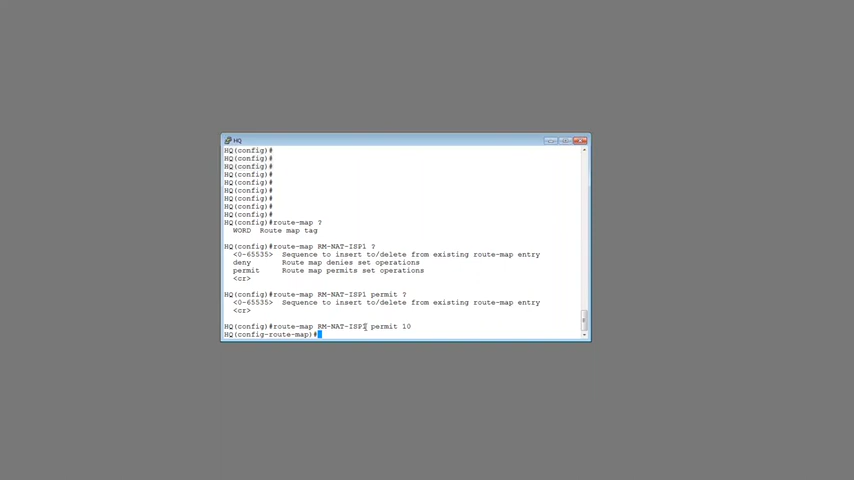 HQ
HQ(config)#
HQ(config)#
HQ(config)#
HQ(config)#
HQ(config)#
HQ(config)#
HQ(config)#
HQ(config)#
HQ(config)#
HQ(config)#route-map ?
WORD  Route map tag
HQ(config)#route-map RM-NAT-ISP1 ?
<0-65535>  Sequence to insert to/delete from existing route-map entry
deny       Route map denies set operations
permit     Route map permits set operations
<cr>
HQ(config)#route-map RM-NAT-ISP1 permit ?
<0-65535>  Sequence to insert to/delete from existing route-map entry
<cr>
HQ(config)#route-map RM-NAT-ISP1 permit 10
HQ(config-route-map)#